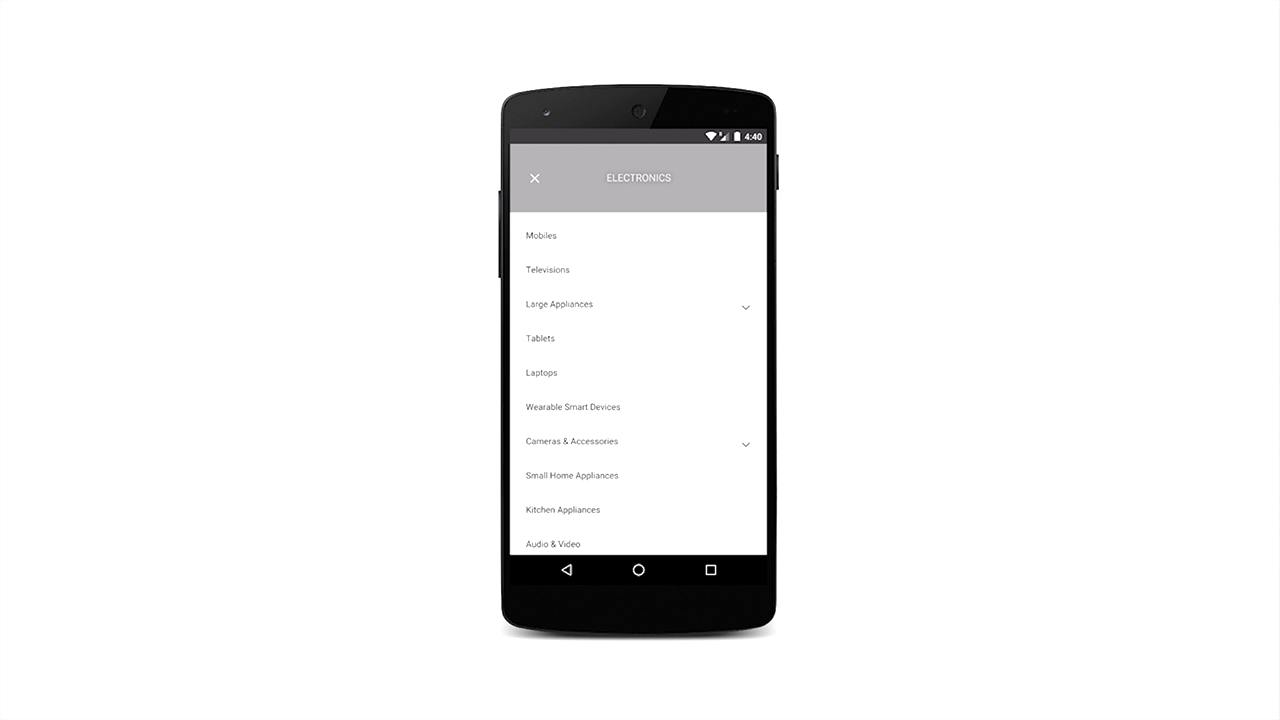 4:40
ELECTRONICS
Mobiles
Televisions
Large Appliances
Tablets
Laptops
Wearable Smart Devices
Cameras & Accessories
Small Home Appliances
Kitchen Appliances
Audio & Video